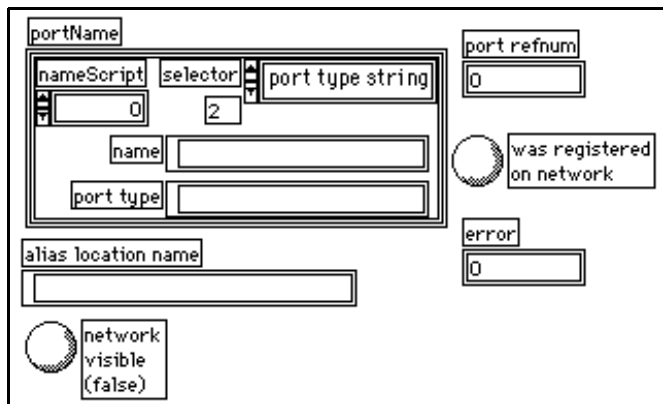 portName
nameScript
selector
port type string
0
2
name
port type
alias location name
network
visible
(false)
port refnum
0
was registered
on network
error
0